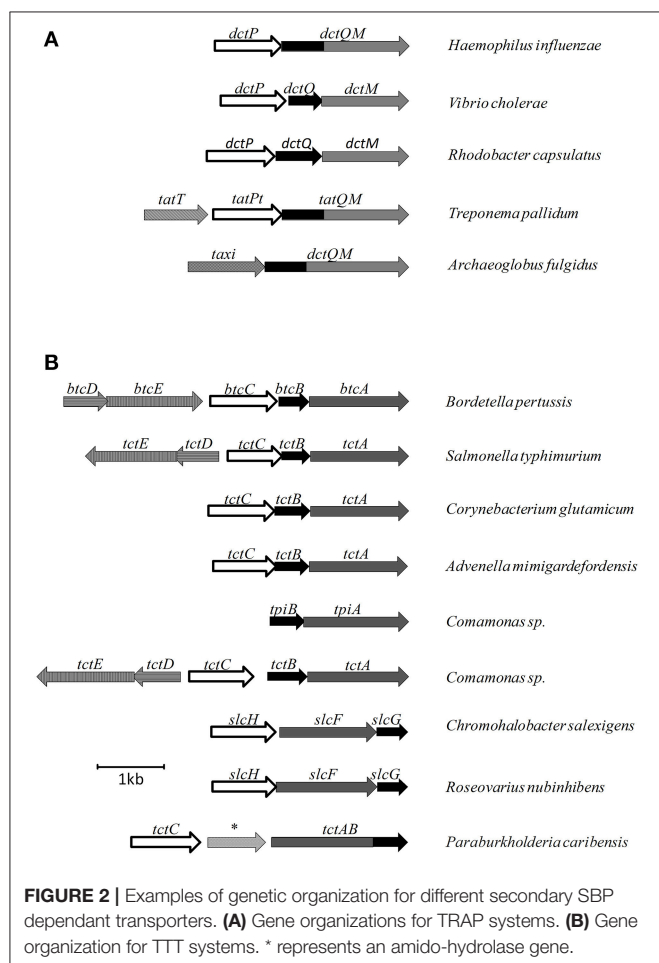 A
dctP dctQM Haemophilus influenzae
dctP dctQ dctM Vibrio cholerae
dctP dctQ dctM Rhodobacter capsulatus
tatT tatPt tatQM Treponema pallidum
taxi dctQM Archaeoglobus fulgidus
B
btcD btcE btcC btcB btcA Bordetella pertussis
tctE tctD tctC tctB tctA Salmonella typhimurium
tctC tctB tctA Corynebacterium glutamicum
tctC tctB tctA Advenella mimigardefordensis
tpiB tpiA Comamonas sp.
tctE tctD tctC tctB tctA Comamonas sp.
slcH slcF slcG Chromohalobacter salexigens
slcH slcF slcG Roseovarius nubinhibens
1kb
tctC * tctAB Paraburkholderia caribensis
FIGURE 2 | Examples of genetic organization for different secondary SBP
dependant transporters. (A) Gene organizations for TRAP systems. (B) Gene
organization for TTT systems. * represents an amido-hydrolase gene.